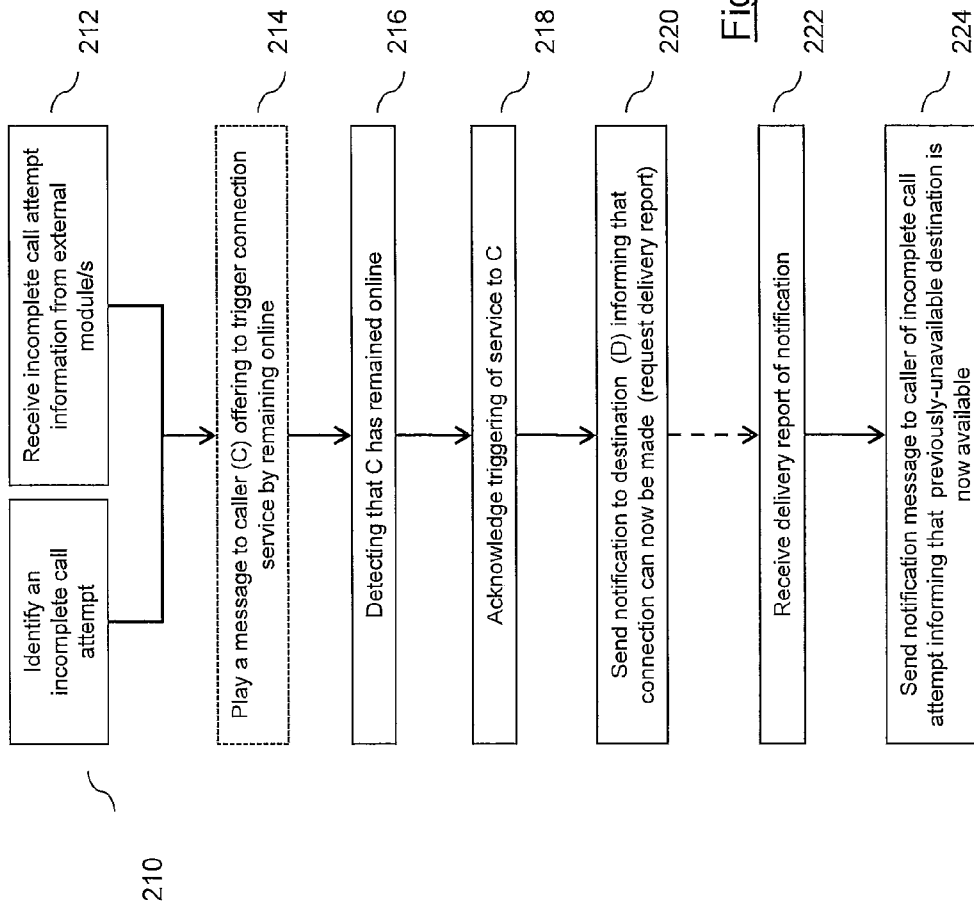 Identify an
incomplete call
attempt
210
Receive incomplete call attempt
information from external
module/s
212
Play a message to caller (C) offering to trigger connection
service by remaining online
214
Detecting that C has remained online
216
Acknowledge triggering of service to C
218
Send notification to destination (D) informing that
connection can now be made (request delivery report)
220
Receive delivery report of notification
222
Send notification message to caller of incomplete call
attempt informing that previously-unavailable destination is
now available
224